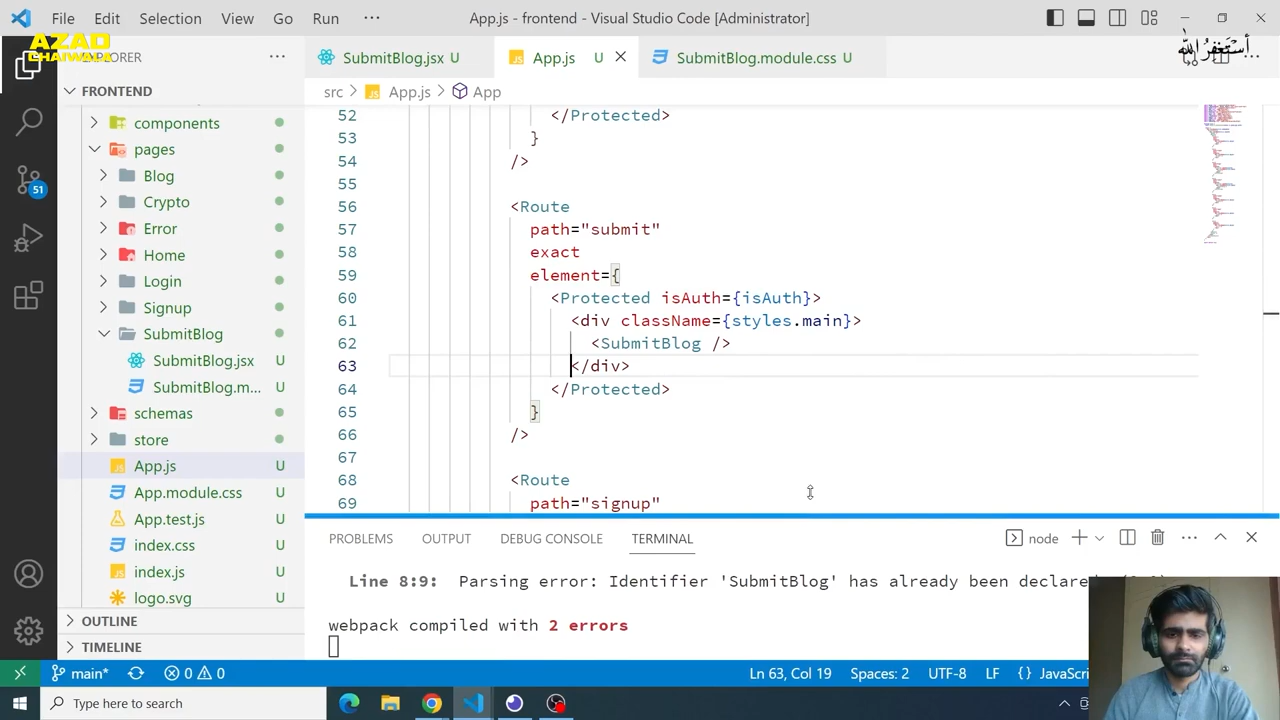 File Edit Selection View Go Run ··· App.js - frontend - Visual Studio Code [Administrator]
AZAD
CHAIWALA
EXPLORER ···
SubmitBlog.jsx U App.js U SubmitBlog.module.css U
أستغفر الله
FRONTEND
src > App.js > App
components
pages
Blog
Crypto
Error
Home
Login
Signup
SubmitBlog
SubmitBlog.jsx U
SubmitBlog.m... U
schemas
store
App.js U
App.module.css U
App.test.js U
index.css U
index.js U
logo.svg U
OUTLINE
TIMELINE
51
52 </Protected>
53 }
54 />
55
56 <Route
57 path="submit"
58 exact
59 element={
60 <Protected isAuth={isAuth}>
61 <div className={styles.main}>
62 <SubmitBlog />
63 </div>
64 </Protected>
65 }
66 />
67
68 <Route
69 path="signup"
PROBLEMS OUTPUT DEBUG CONSOLE TERMINAL node
Line 8:9: Parsing error: Identifier 'SubmitBlog' has already been declared
webpack compiled with 2 errors
main* 0 0 Ln 63, Col 19 Spaces: 2 UTF-8 LF {} JavaScri
Type here to search